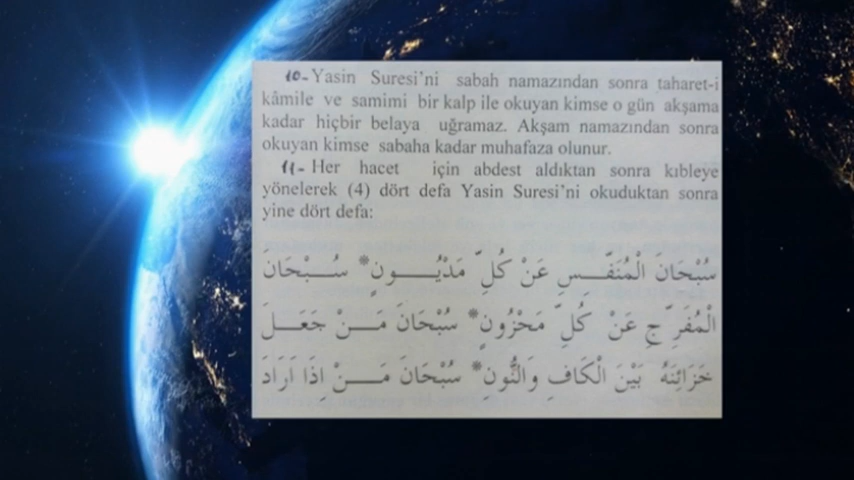 10- Yasin Suresi'ni sabah namazından sonra taharet-i
kâmile ve samimi bir kalp ile okuyan kimse o gün akşama
kadar hiçbir belaya uğramaz. Akşam namazından sonra
okuyan kimse sabaha kadar muhafaza olunur.
11- Her hacet için abdest aldıktan sonra kıbleye
yönelerek (4) dört defa Yasin Suresi'ni okuduktan sonra
yine dört defa:
سُبْحَانَ الْمُنَفِّسِ عَنْ كُلِّ مَدْيُونٍ * سُبْحَانَ
الْمُفَرِّجِ عَنْ كُلِّ مَحْزُونٍ * سُبْحَانَ مَنْ جَعَلَ
خَزَائِنَهُ بَيْنَ الْكَافِ وَالنُّونِ * سُبْحَانَ مَنْ اِذَا اَرَادَ